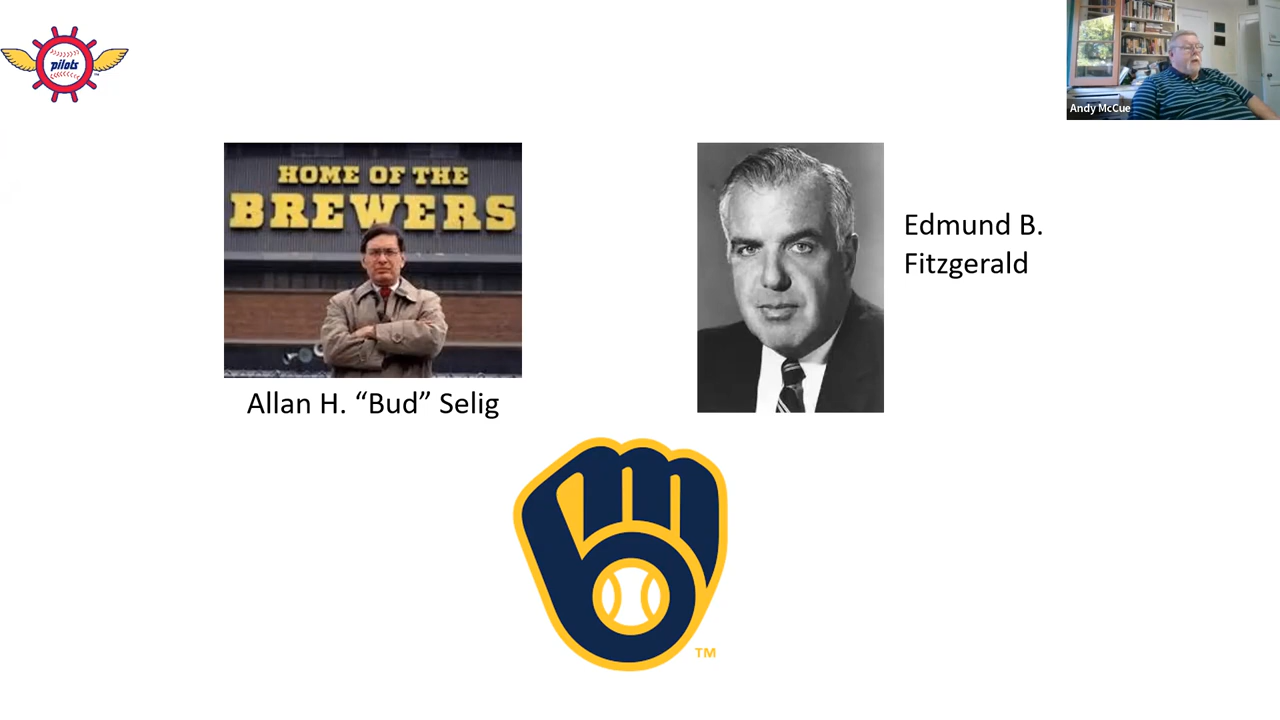 pilots
Andy McCue
HOME OF THE
BREWERS
Edmund B.
Fitzgerald
Allan H. “Bud” Selig
TM